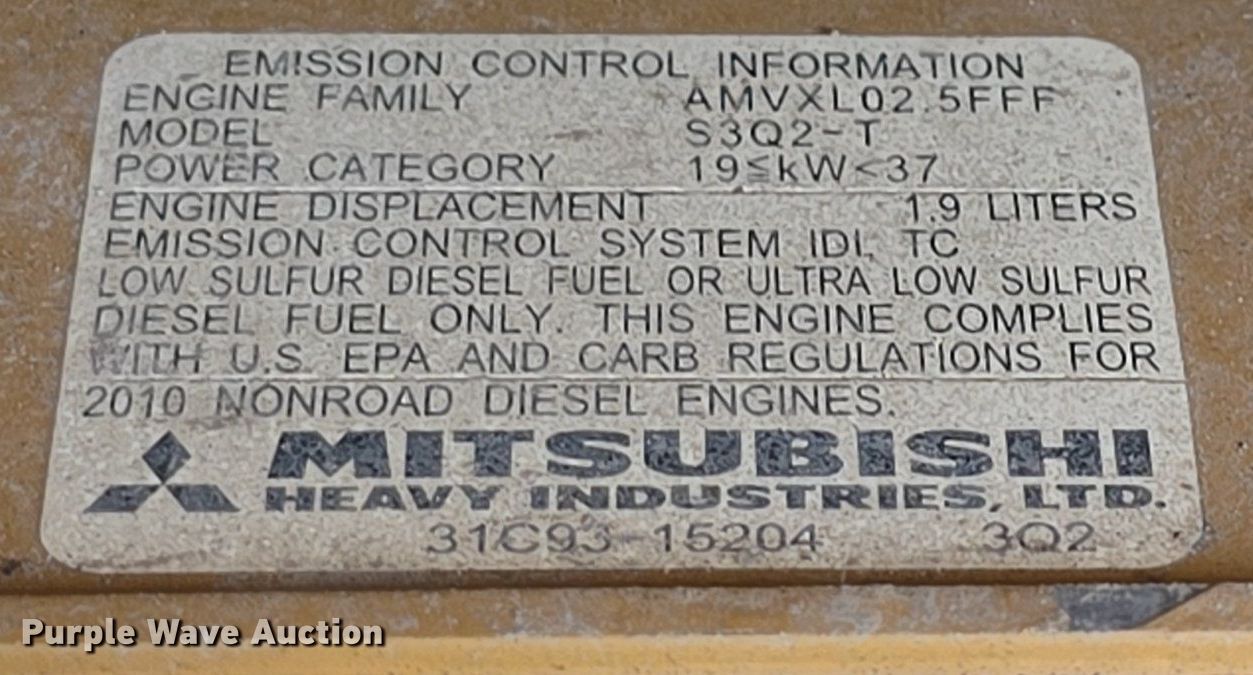 EMISSION CONTROL INFORMATION
ENGINE FAMILY AMVXL02.5FFF
MODEL S3Q2-T
POWER CATEGORY 19≦kW<37
ENGINE DISPLACEMENT 1.9 LITERS
EMISSION CONTROL SYSTEM IDI, TC
LOW SULFUR DIESEL FUEL OR ULTRA LOW SULFUR
DIESEL FUEL ONLY. THIS ENGINE COMPLIES
WITH U.S. EPA AND CARB REGULATIONS FOR
2010 NONROAD DIESEL ENGINES.
MITSUBISHI
HEAVY INDUSTRIES, LTD.
31C93-15204 3Q2
Purple Wave Auction